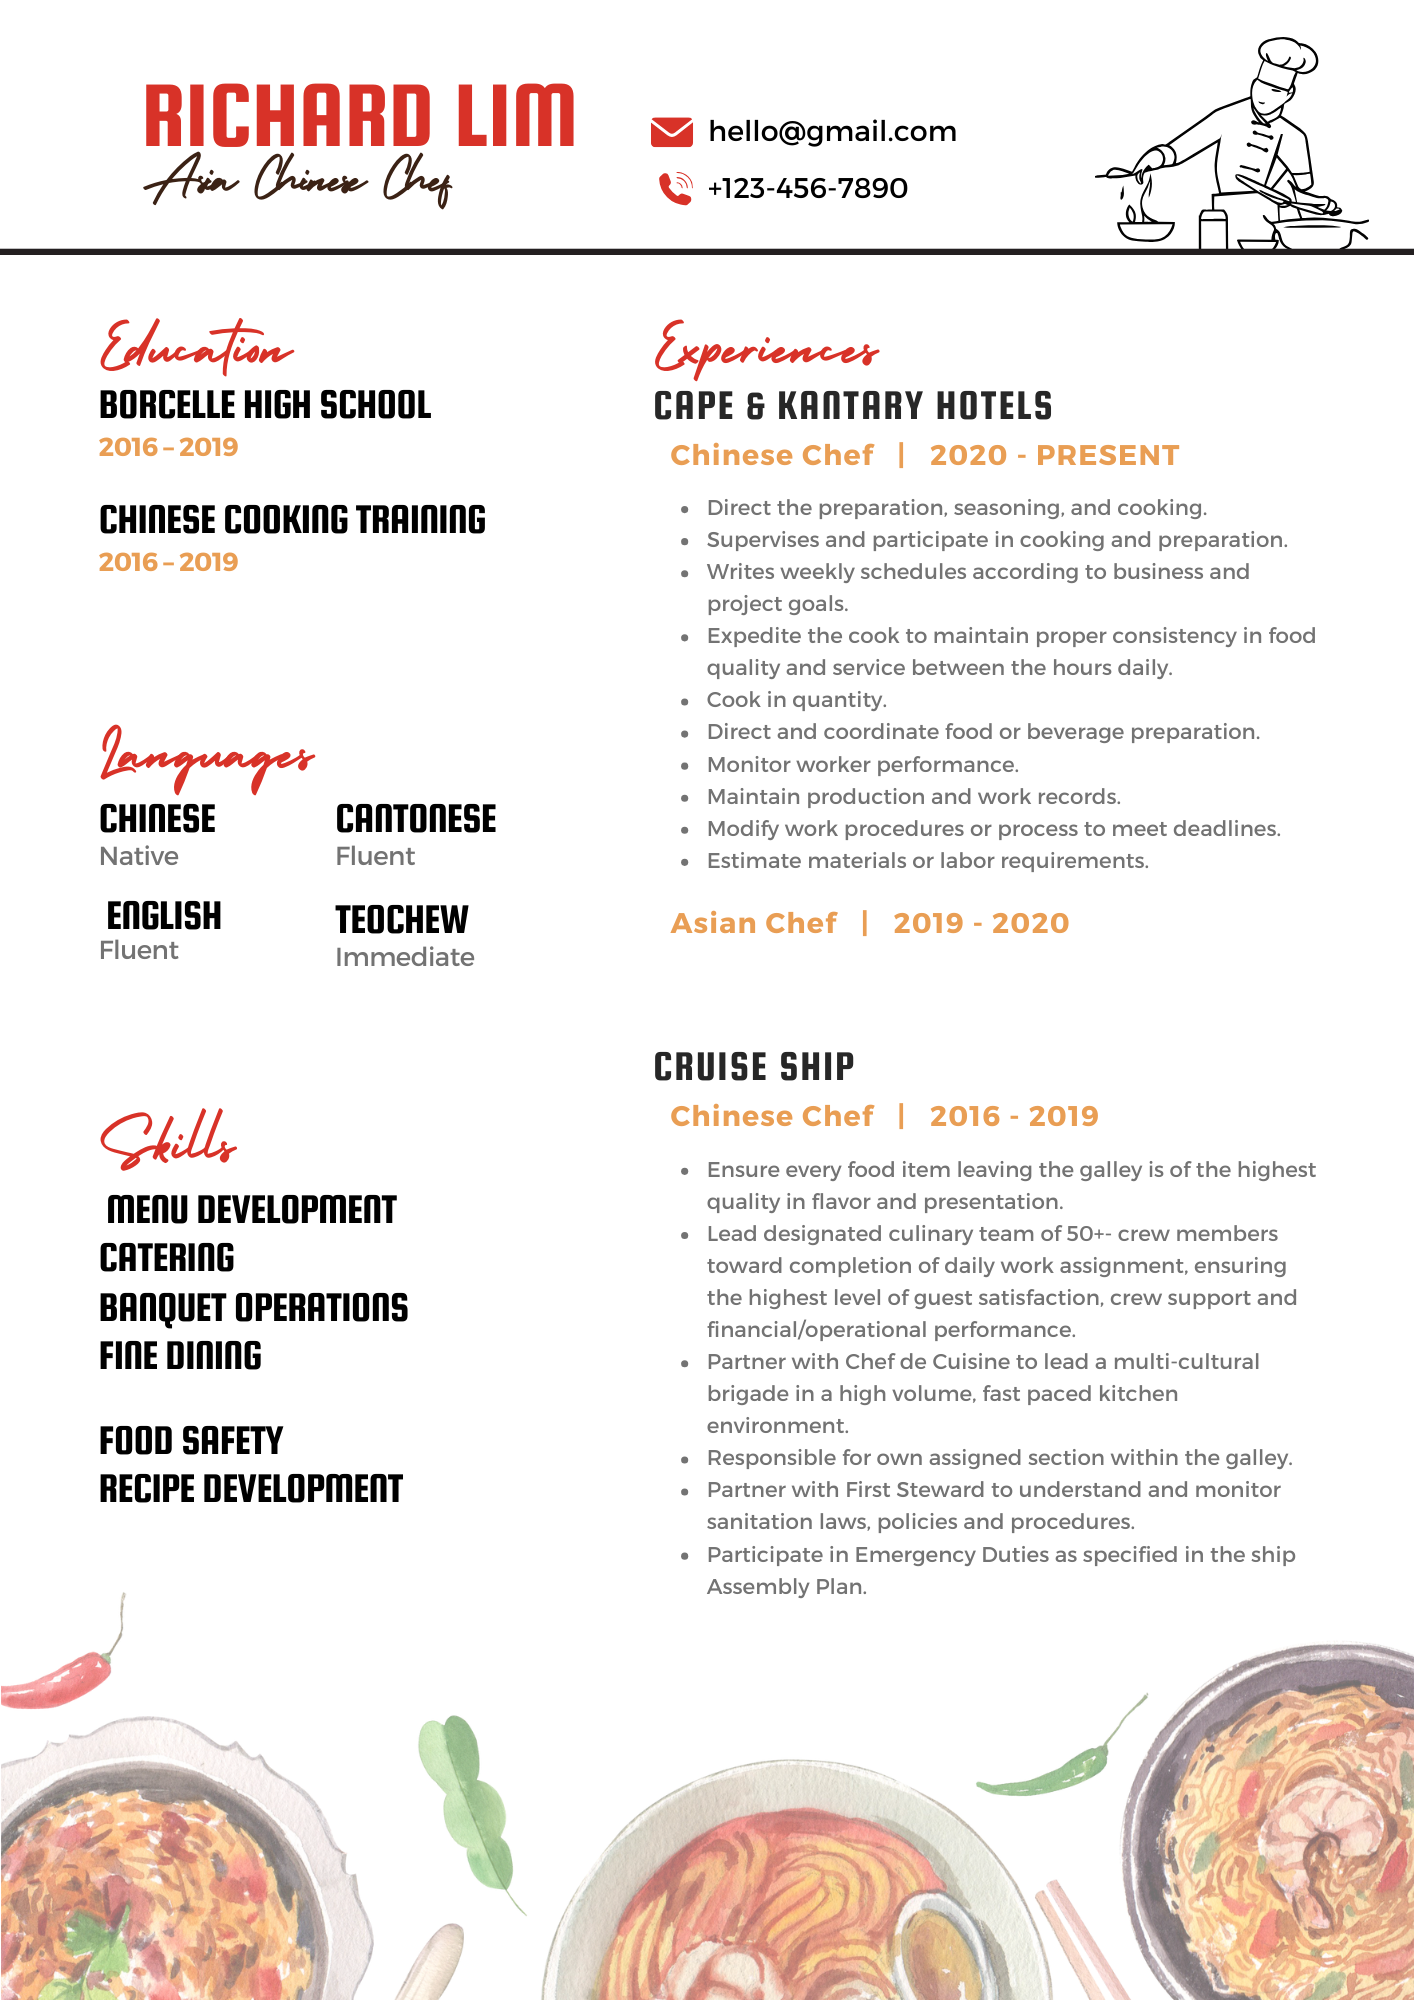 RICHARD LIM
Asia Chinese Chef
hello@gmail.com
+123-456-7890
Education
BORCELLE HIGH SCHOOL
2016 – 2019
CHINESE COOKING TRAINING
2016 – 2019
Languages
CHINESE
Native
CANTONESE
Fluent
ENGLISH
Fluent
TEOCHEW
Immediate
Skills
MENU DEVELOPMENT
CATERING
BANQUET OPERATIONS
FINE DINING
FOOD SAFETY
RECIPE DEVELOPMENT
Experiences
CAPE & KANTARY HOTELS
Chinese Chef | 2020 - PRESENT
• Direct the preparation, seasoning, and cooking.
• Supervises and participate in cooking and preparation.
• Writes weekly schedules according to business and
project goals.
• Expedite the cook to maintain proper consistency in food
quality and service between the hours daily.
• Cook in quantity.
• Direct and coordinate food or beverage preparation.
• Monitor worker performance.
• Maintain production and work records.
• Modify work procedures or process to meet deadlines.
• Estimate materials or labor requirements.
Asian Chef | 2019 - 2020
CRUISE SHIP
Chinese Chef | 2016 - 2019
• Ensure every food item leaving the galley is of the highest
quality in flavor and presentation.
• Lead designated culinary team of 50+- crew members
toward completion of daily work assignment, ensuring
the highest level of guest satisfaction, crew support and
financial/operational performance.
• Partner with Chef de Cuisine to lead a multi-cultural
brigade in a high volume, fast paced kitchen
environment.
• Responsible for own assigned section within the galley.
• Partner with First Steward to understand and monitor
sanitation laws, policies and procedures.
• Participate in Emergency Duties as specified in the ship
Assembly Plan.